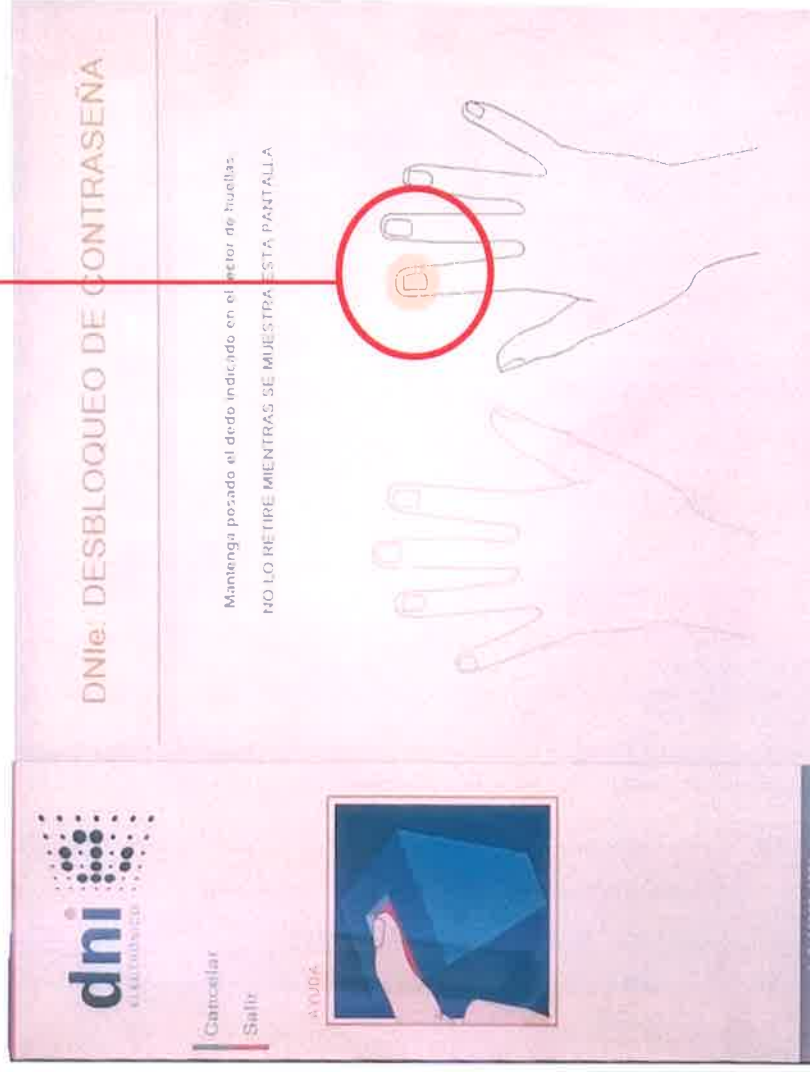 dni
ELECTRÓNICO
Cancelar
Salir
AYUDA
DNIe: DESBLOQUEO DE CONTRASEÑA
Mantenga posado el dedo indicado en el lector de huellas
NO LO RETIRE MIENTRAS SE MUESTRA ESTA PANTALLA